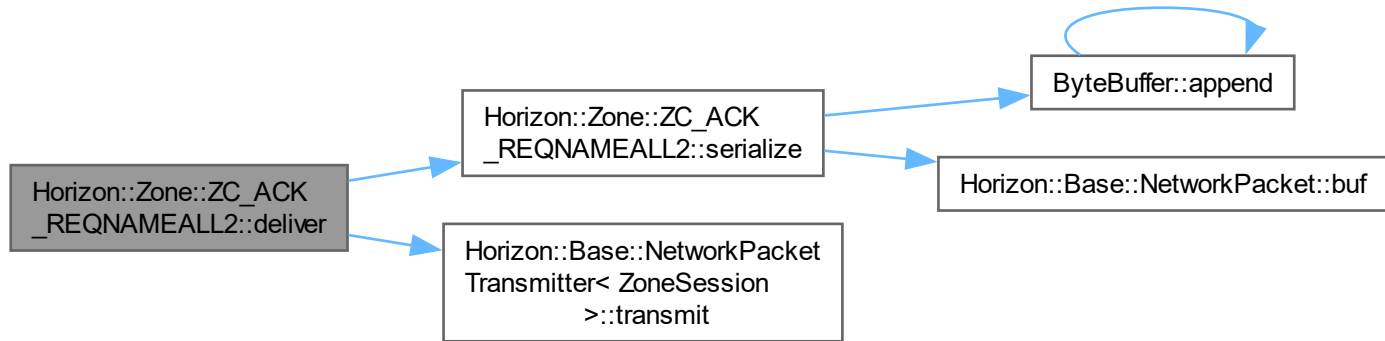 Horizon::Zone::ZC_ACK
_REQNAMEALL2::deliver
Horizon::Zone::ZC_ACK
_REQNAMEALL2::serialize
ByteBuffer::append
Horizon::Base::NetworkPacket::buf
Horizon::Base::NetworkPacket
Transmitter< ZoneSession
>::transmit